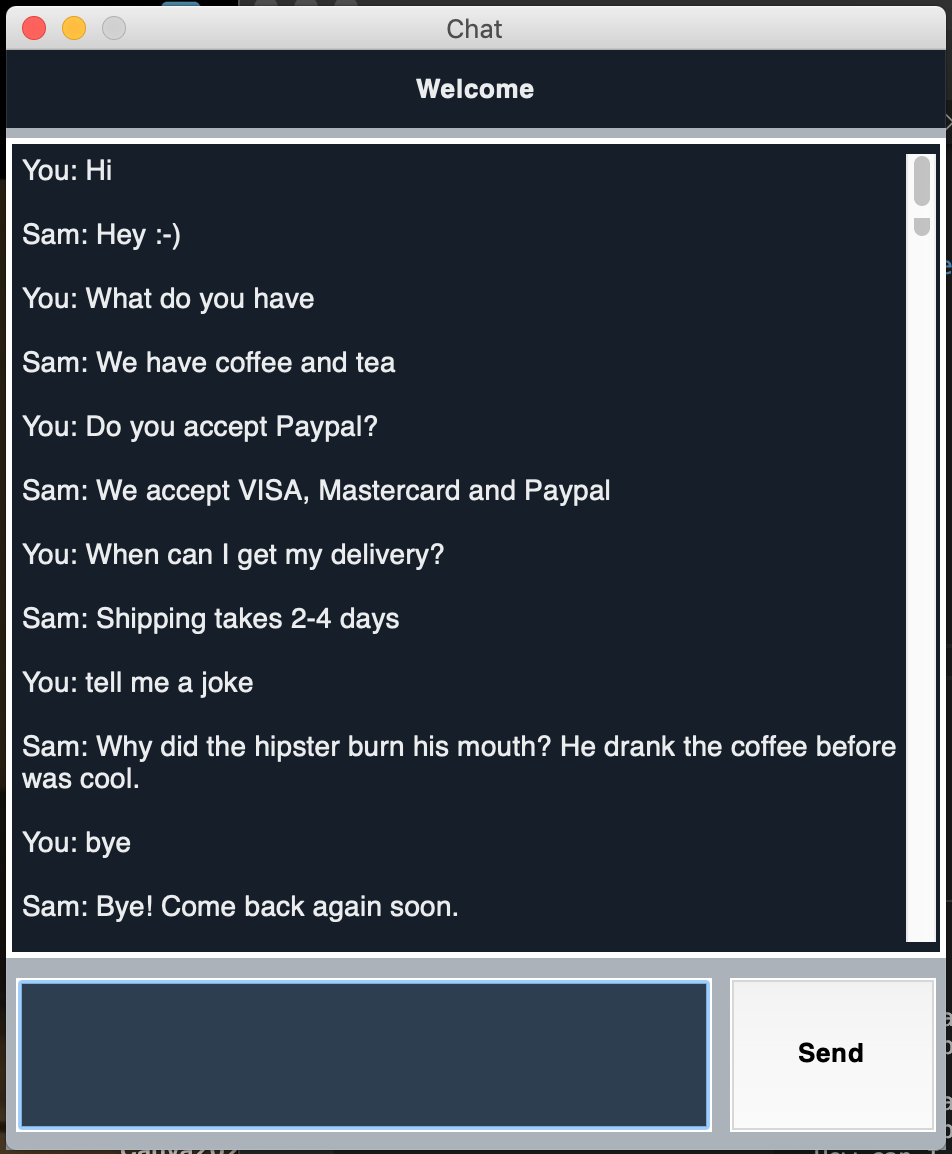 Chat
Welcome
You: Hi
Sam: Hey :-)
You: What do you have
Sam: We have coffee and tea
You: Do you accept Paypal?
Sam: We accept VISA, Mastercard and Paypal
You: When can I get my delivery?
Sam: Shipping takes 2-4 days
You: tell me a joke
Sam: Why did the hipster burn his mouth? He drank the coffee before
was cool.
You: bye
Sam: Bye! Come back again soon.
Send